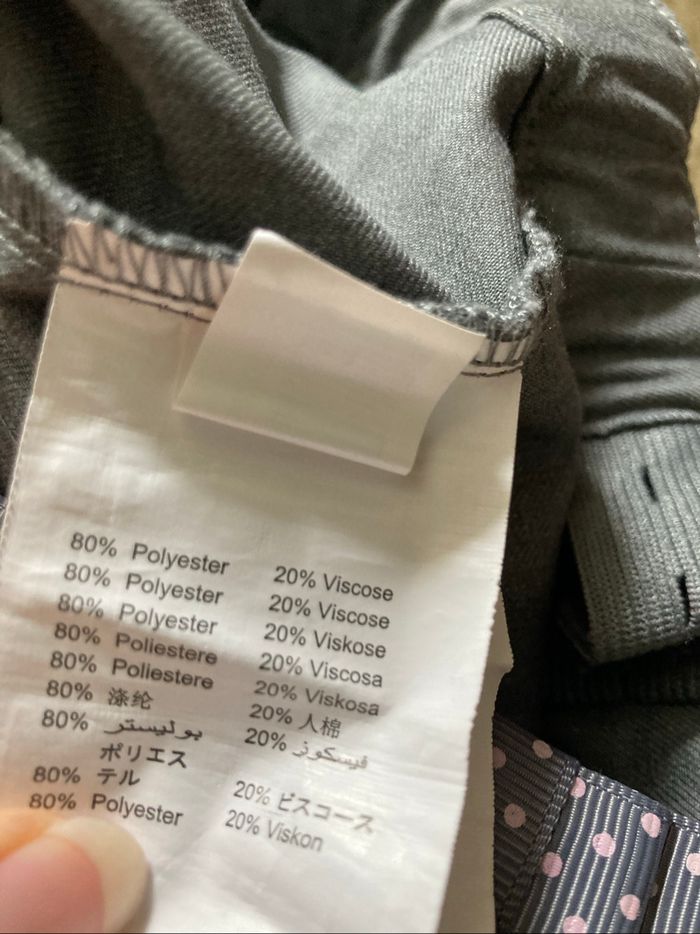 80% Polyester 20% Viscose
80% Polyester 20% Viscose
80% Polyester 20% Viskose
80% Poliestere 20% Viscosa
80% Poliestere 20% Viskosa
80% 涤纶 20% 人棉
80% بوليستر 20% فيسكوز
ポリエス
80% テル 20% ビスコース
80% Polyester 20% Viskon